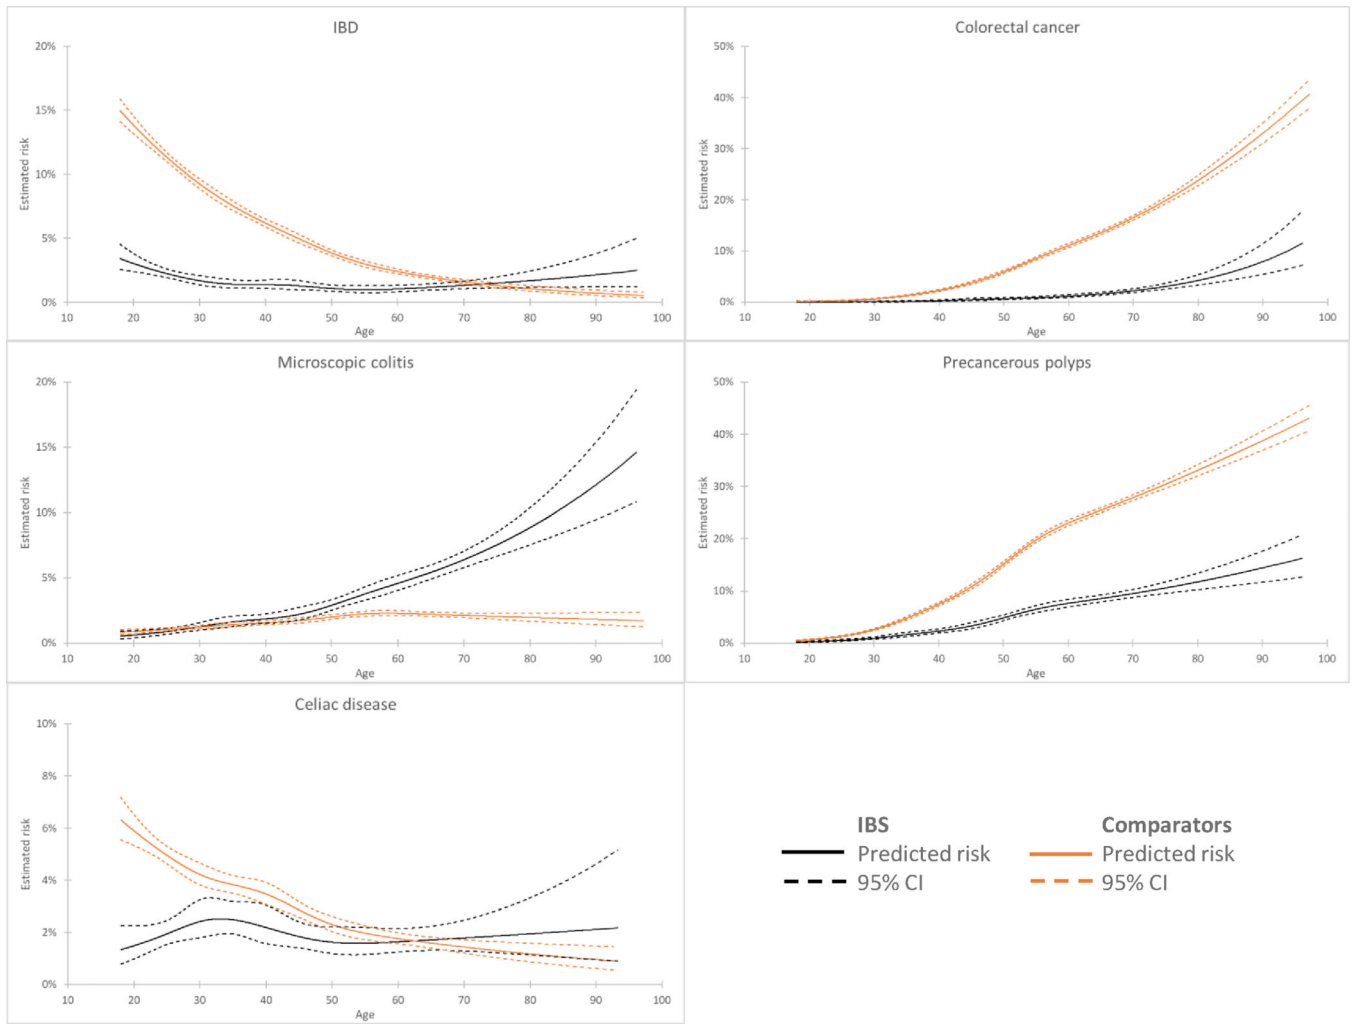 IBD
20%
15%
10%
5%
0%
Estimated risk
10 20 30 40 50 60 70 80 90 100
Age
Colorectal cancer
50%
40%
30%
20%
10%
0%
Estimated risk
10 20 30 40 50 60 70 80 90 100
Age
Microscopic colitis
20%
15%
10%
5%
0%
Estimated risk
10 20 30 40 50 60 70 80 90 100
Age
Precancerous polyps
50%
40%
30%
20%
10%
0%
Estimated risk
10 20 30 40 50 60 70 80 90 100
Age
Celiac disease
10%
8%
6%
4%
2%
0%
Estimated risk
10 20 30 40 50 60 70 80 90 100
Age
IBS Comparators
Predicted risk Predicted risk
95% CI 95% CI